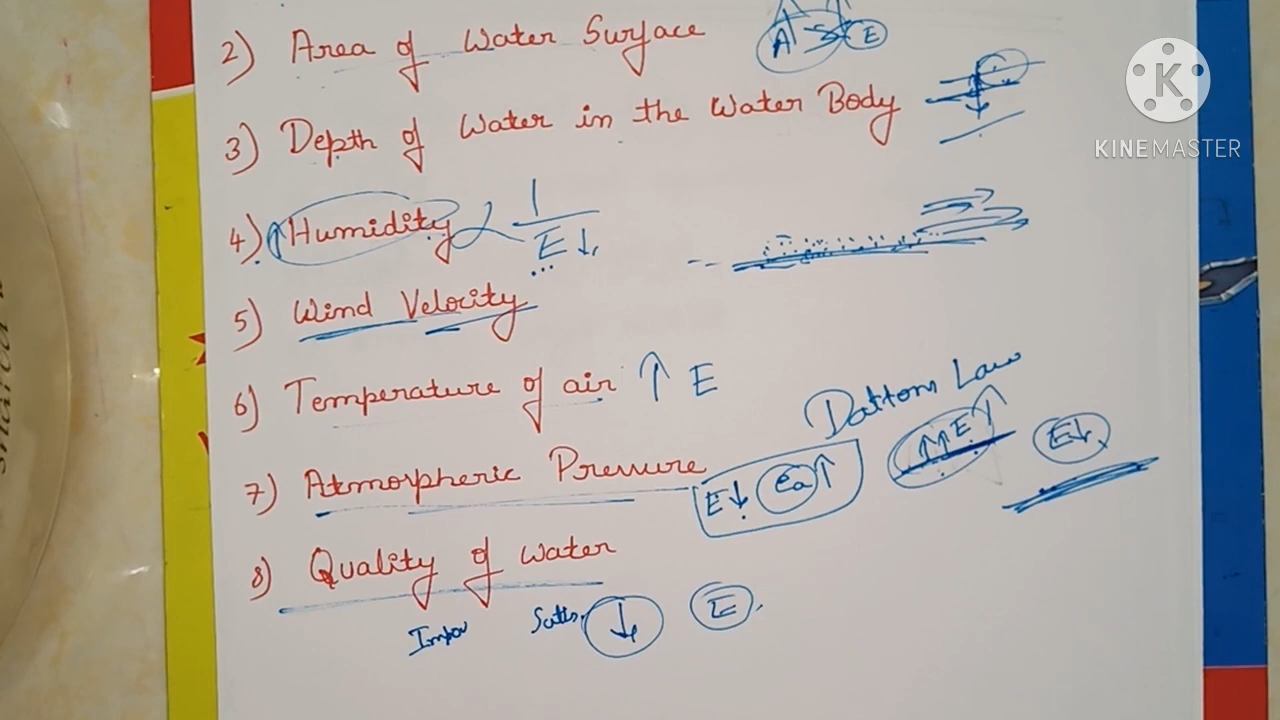 2) Area of Water Surface A E
3) Depth of Water in the Water Body
K
KINEMASTER
4) ↑ Humidity ∝ 1/E ↓
5) Wind Velocity
6) Temperature of air ↑ E
Daltons Law
7) Atmospheric Pressure E↓ ea↑ E↑ E↓
8) Quality of Water
Salts ↓ E